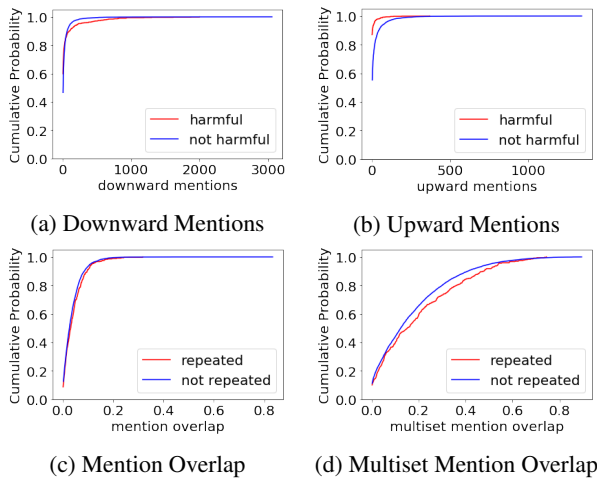 Cumulative Probability
1.0
0.8
0.6
0.4
0.2
0.0
harmful
not harmful
0 1000 2000 3000
downward mentions
(a) Downward Mentions
Cumulative Probability
1.0
0.8
0.6
0.4
0.2
0.0
harmful
not harmful
0 500 1000
upward mentions
(b) Upward Mentions
Cumulative Probability
1.0
0.8
0.6
0.4
0.2
0.0
repeated
not repeated
0.0 0.2 0.4 0.6 0.8
mention overlap
(c) Mention Overlap
Cumulative Probability
1.0
0.8
0.6
0.4
0.2
0.0
repeated
not repeated
0.0 0.2 0.4 0.6 0.8
multiset mention overlap
(d) Multiset Mention Overlap